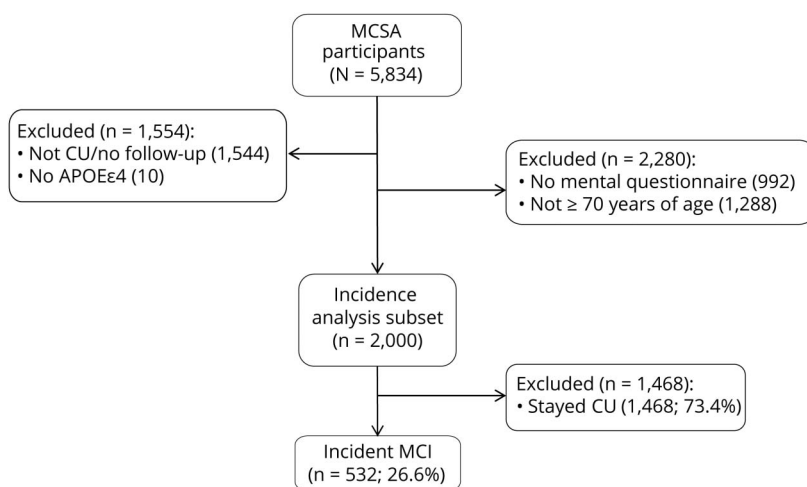 MCSA
participants
(N = 5,834)
Excluded (n = 1,554):
• Not CU/no follow-up (1,544)
• No APOEε4 (10)
Excluded (n = 2,280):
• No mental questionnaire (992)
• Not ≥ 70 years of age (1,288)
Incidence
analysis subset
(n = 2,000)
Excluded (n = 1,468):
• Stayed CU (1,468; 73.4%)
Incident MCI
(n = 532; 26.6%)